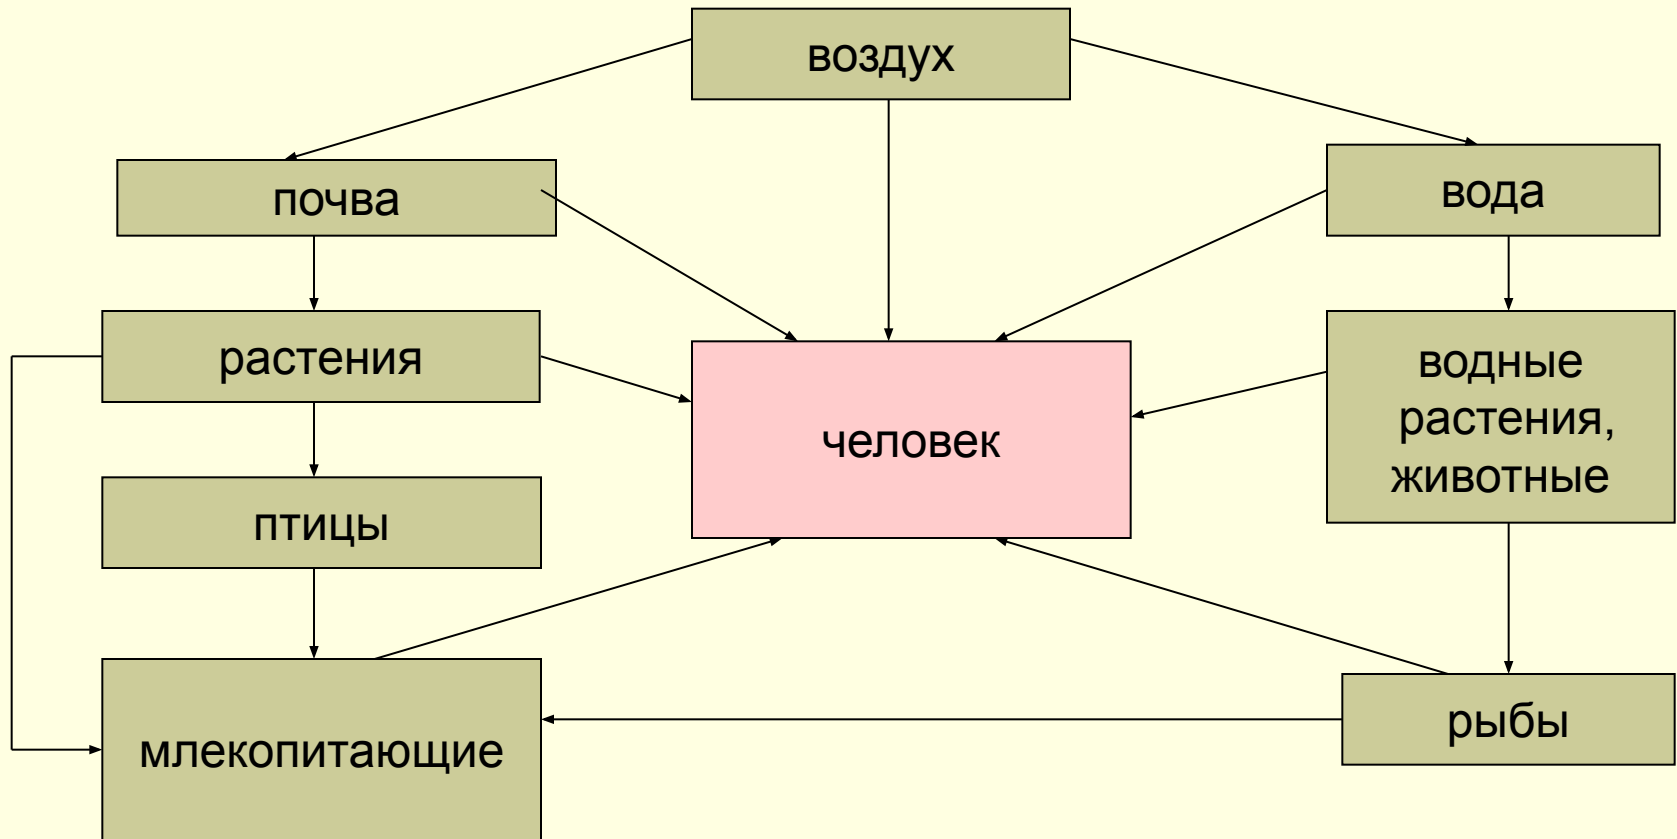 воздух
почва
вода
растения
человек
водные
растения,
животные
птицы
млекопитающие
рыбы